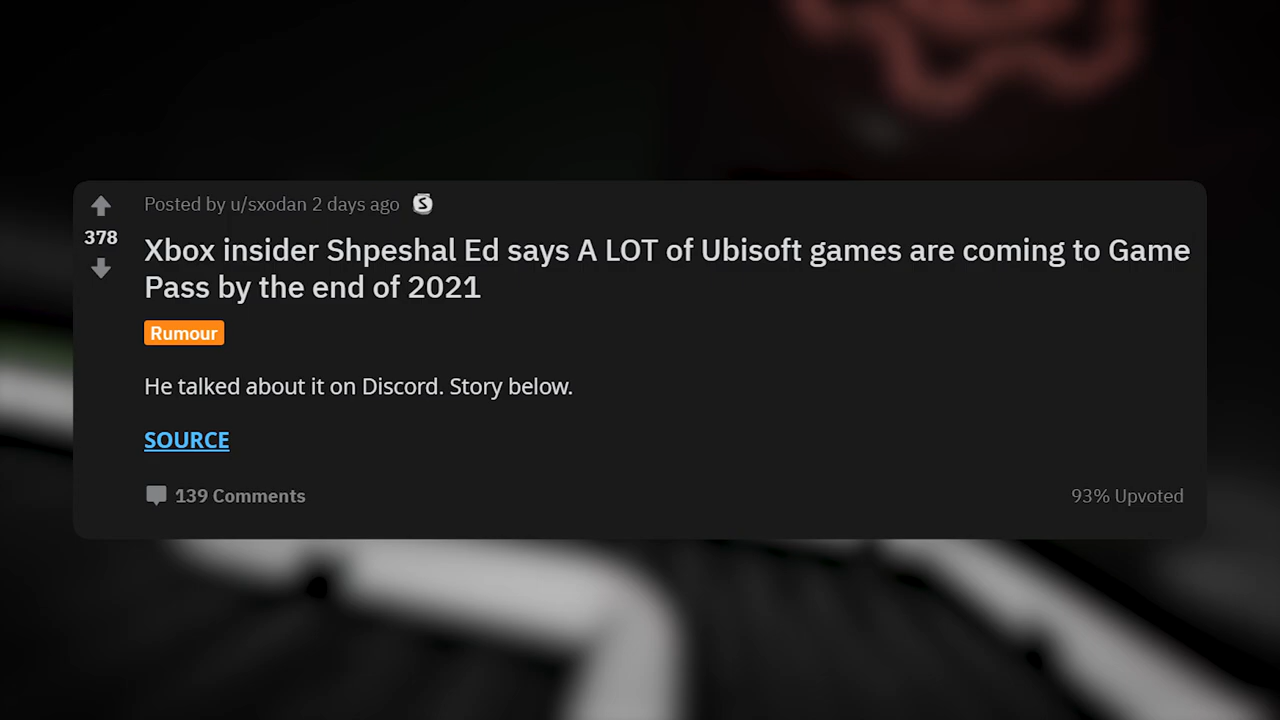 Posted by u/sxodan 2 days ago
378
Xbox insider Shpeshal Ed says A LOT of Ubisoft games are coming to Game
Pass by the end of 2021
Rumour
He talked about it on Discord. Story below.
SOURCE
139 Comments
93% Upvoted